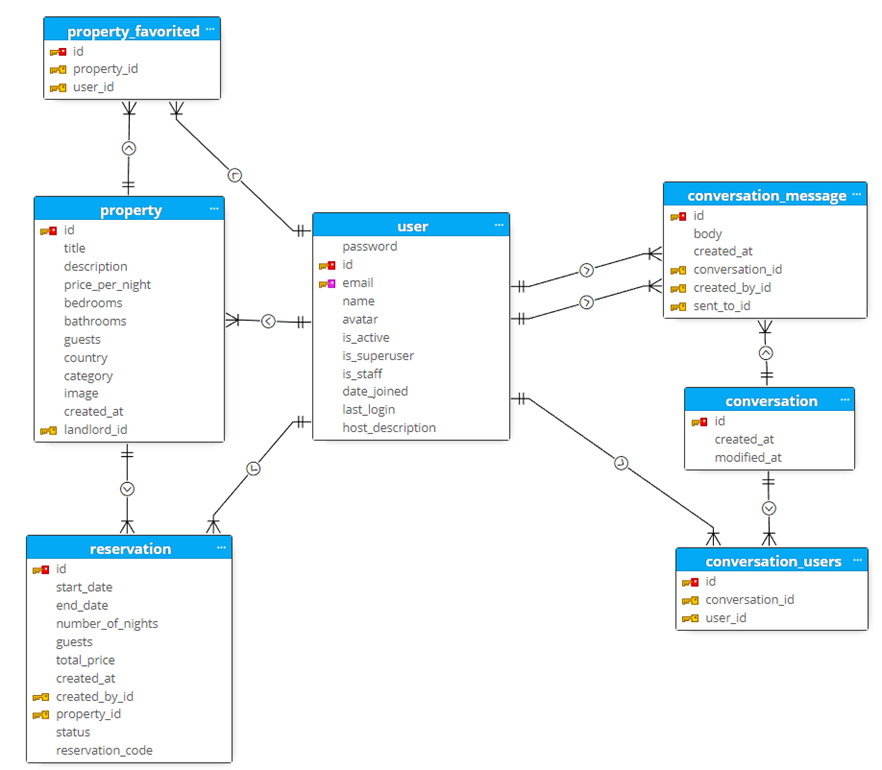 property_favorited
id
property_id
user_id
property
id
title
description
price_per_night
bedrooms
bathrooms
guests
country
category
image
created_at
landlord_id
user
password
id
email
name
avatar
is_active
is_superuser
is_staff
date_joined
last_login
host_description
conversation_message
id
body
created_at
conversation_id
created_by_id
sent_to_id
conversation
id
created_at
modified_at
reservation
id
start_date
end_date
number_of_nights
guests
total_price
created_at
created_by_id
property_id
status
reservation_code
conversation_users
id
conversation_id
user_id